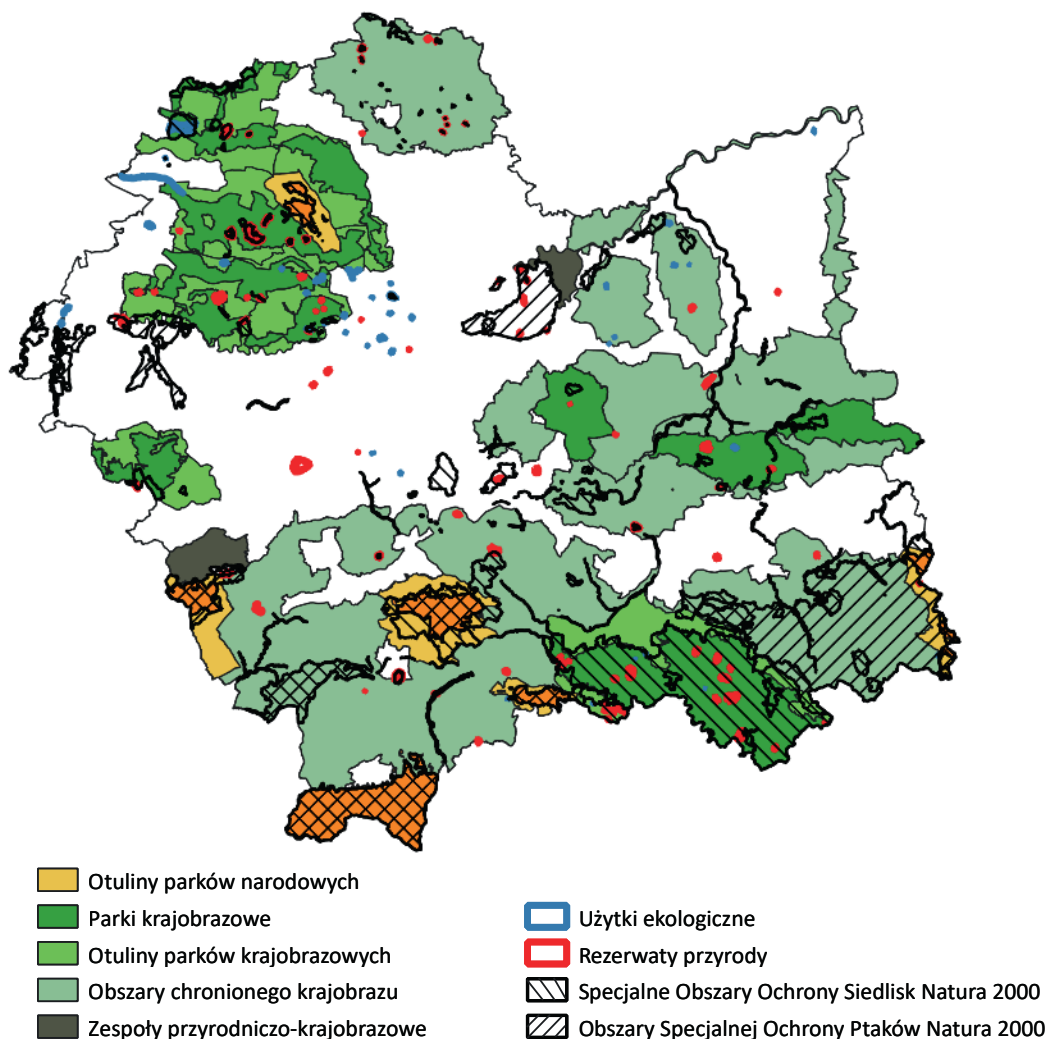 Otuliny parków narodowych
Parki krajobrazowe
Otuliny parków krajobrazowych
Obszary chronionego krajobrazu
Zespoły przyrodniczo-krajobrazowe
Użytki ekologiczne
Rezerwaty przyrody
Specjalne Obszary Ochrony Siedlisk Natura 2000
Obszary Specjalnej Ochrony Ptaków Natura 2000